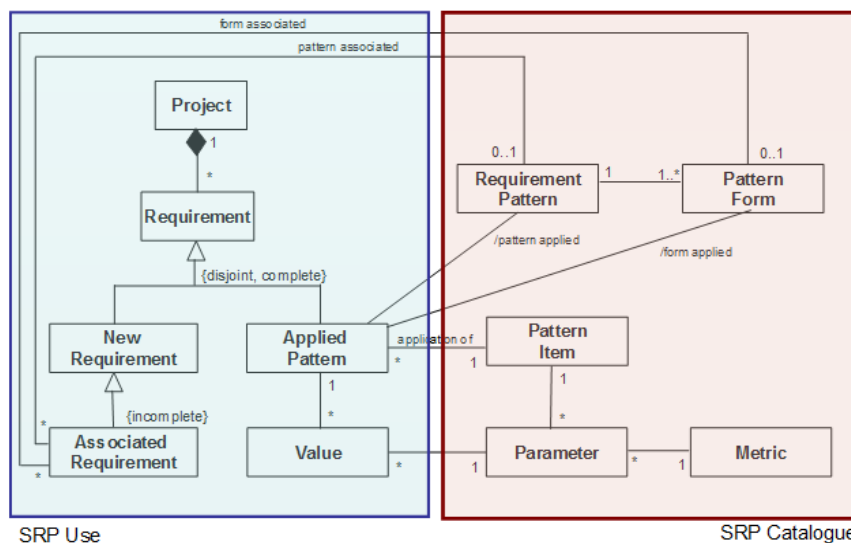 form associated
pattern associated
Project
1
*
0..1
0..1
Requirement
Requirement
Pattern
1
1..*
Pattern
Form
/pattern applied
/form applied
{disjoint, complete}
New
Requirement
Applied
Pattern
application of
*
1
Pattern
Item
1
*
1
*
{incomplete}
*
*
Associated
Requirement
Value
*
1
Parameter
*
1
Metric
SRP Use
SRP Catalogue